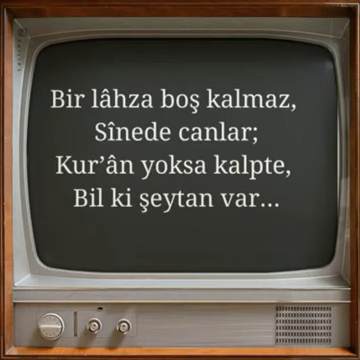 Bir lâhza boş kalmaz,
Sînede canlar;
Kur’ân yoksa kalpte,
Bil ki şeytan var...